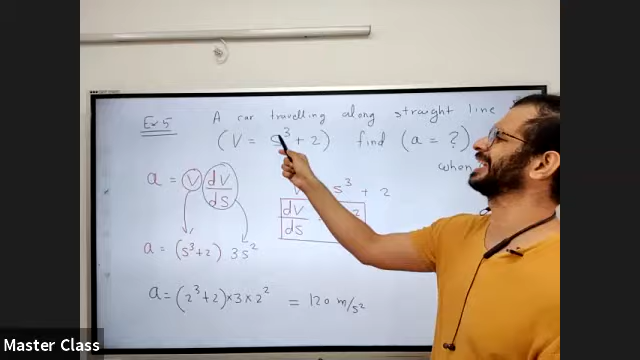 Ex.5 A car travelling along straight line
(V = s³ + 2) find (a = ?)
when
a = V dV/ds
s³ + 2
dV/ds 2
a = (s³+2) 3s²
a = (2³+2)×3×2² = 120 m/s²
Master Class